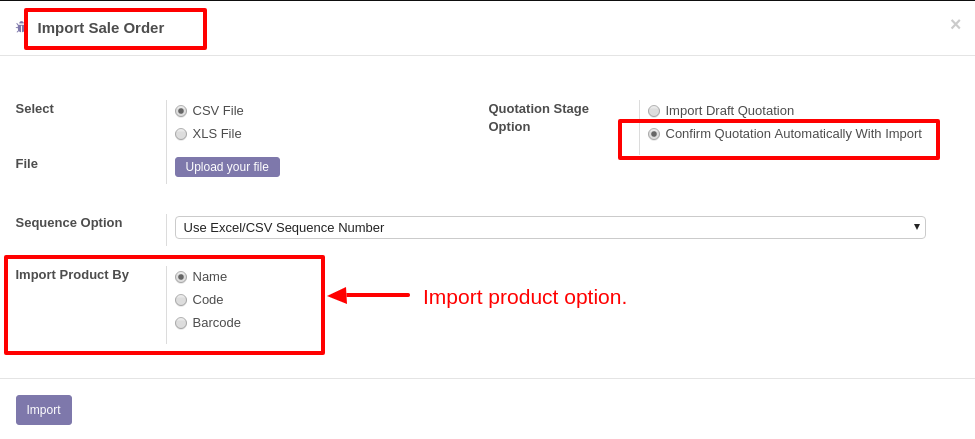 Import Sale Order
×
Select
CSV File
XLS File
Quotation Stage
Option
Import Draft Quotation
Confirm Quotation Automatically With Import
File
Upload your file
Sequence Option
Use Excel/CSV Sequence Number
Import Product By
Name
Code
Barcode
Import product option.
Import